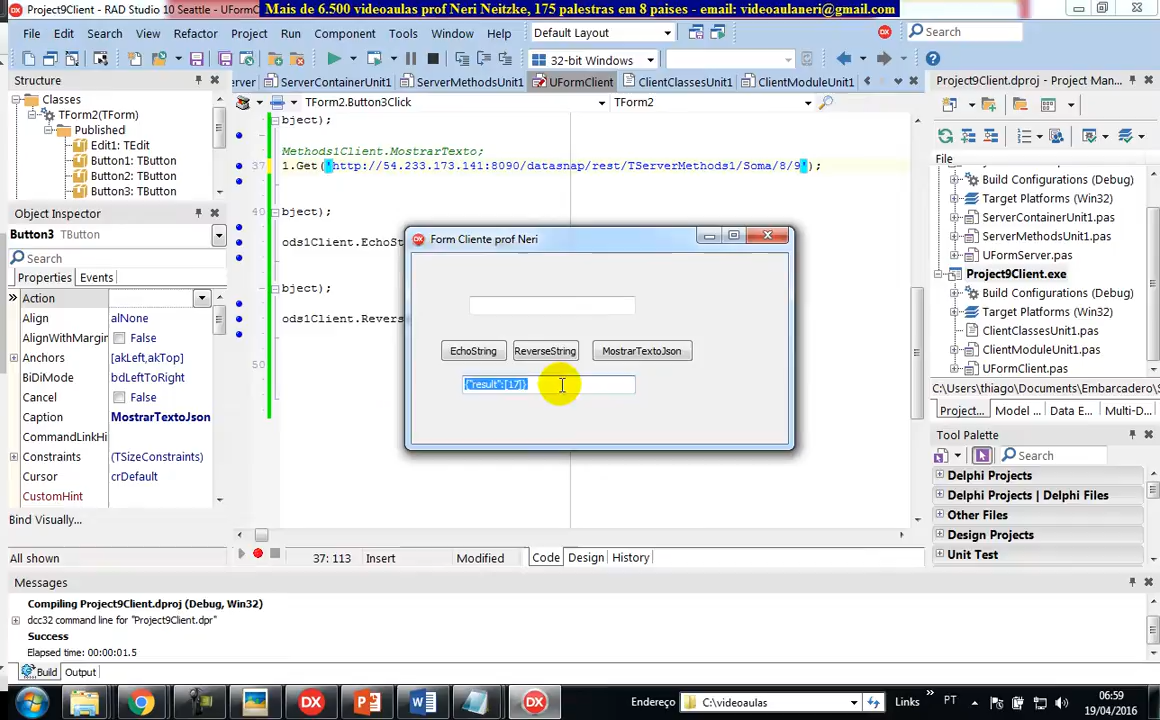 Mais de 6.500 videoaulas prof Neri Neitzke, 175 palestras em 8 paises - email: videoaulaneri@gmail.com
Project9Client - RAD Studio 10 Seattle - UFormC
File Edit Search View Refactor Project Run Component Tools Window Help
Default Layout
Search
32-bit Windows
Structure
Classes
TForm2(TForm)
Published
Edit1: TEdit
Button1: TButton
Button2: TButton
Button3: TButton
Object Inspector
Button3 TButton
Search
Properties Events
Action
Align alNone
AlignWithMargin False
Anchors [akLeft,akTop]
BiDiMode bdLeftToRight
Cancel False
Caption MostrarTextoJson
CommandLinkHi
Constraints (TSizeConstraints)
Cursor crDefault
CustomHint
Bind Visually...
All shown
erver ServerContainerUnit1 ServerMethodsUnit1 UFormClient ClientClassesUnit1 ClientModuleUnit1
TForm2.Button3Click TForm2
bject);
Methods1Client.MostrarTexto;
37 1.Get('http://54.233.173.141:8090/datasnap/rest/TServerMethods1/Soma/8/9');
40 bject);
ods1Client.EchoSt
bject);
ods1Client.Revers
50
Form Cliente prof Neri
EchoString ReverseString MostrarTextoJson
{"result":[17]}
37: 113 Insert Modified Code Design History
Project9Client.dproj - Project Man...
File
Build Configurations (Debug)
Target Platforms (Win32)
ServerContainerUnit1.pas
ServerMethodsUnit1.pas
UFormServer.pas
Project9Client.exe
Build Configurations (Debug)
Target Platforms (Win32)
ClientClassesUnit1.pas
ClientModuleUnit1.pas
UFormClient.pas
C:\Users\thiago\Documents\Embarcadero\
Project... Model ... Data E... Multi-D...
Tool Palette
Search
Delphi Projects
Delphi Projects | Delphi Files
Other Files
Design Projects
Unit Test
Messages
Compiling Project9Client.dproj (Debug, Win32)
dcc32 command line for "Project9Client.dpr"
Success
Elapsed time: 00:00:01.5
Build Output
Endereço C:\videoaulas Links » PT
06:59
19/04/2016